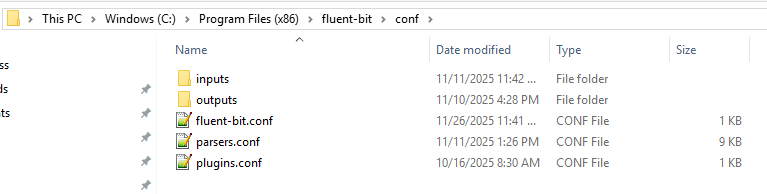 This PC > Windows (C:) > Program Files (x86) > fluent-bit > conf >
Name Date modified Type Size
ss
inputs 11/11/2025 11:42 ... File folder
ds
outputs 11/10/2025 4:28 PM File folder
nts
fluent-bit.conf 11/26/2025 11:41 ... CONF File 1 KB
parsers.conf 11/11/2025 1:26 PM CONF File 9 KB
plugins.conf 10/16/2025 8:30 AM CONF File 1 KB